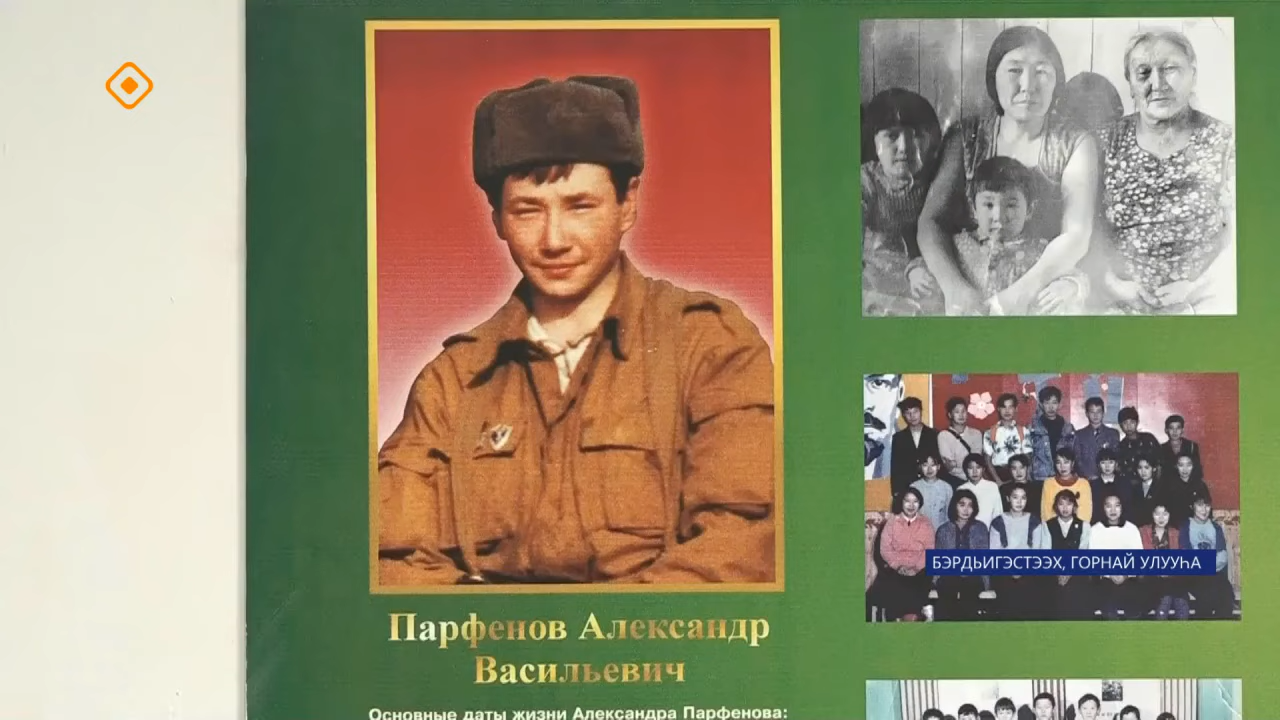 Парфенов Александр
Васильевич
Основные даты жизни Александра Парфенова:
БЭРДЬИГЭСТЭЭХ, ГОРНАЙ УЛУУҺА